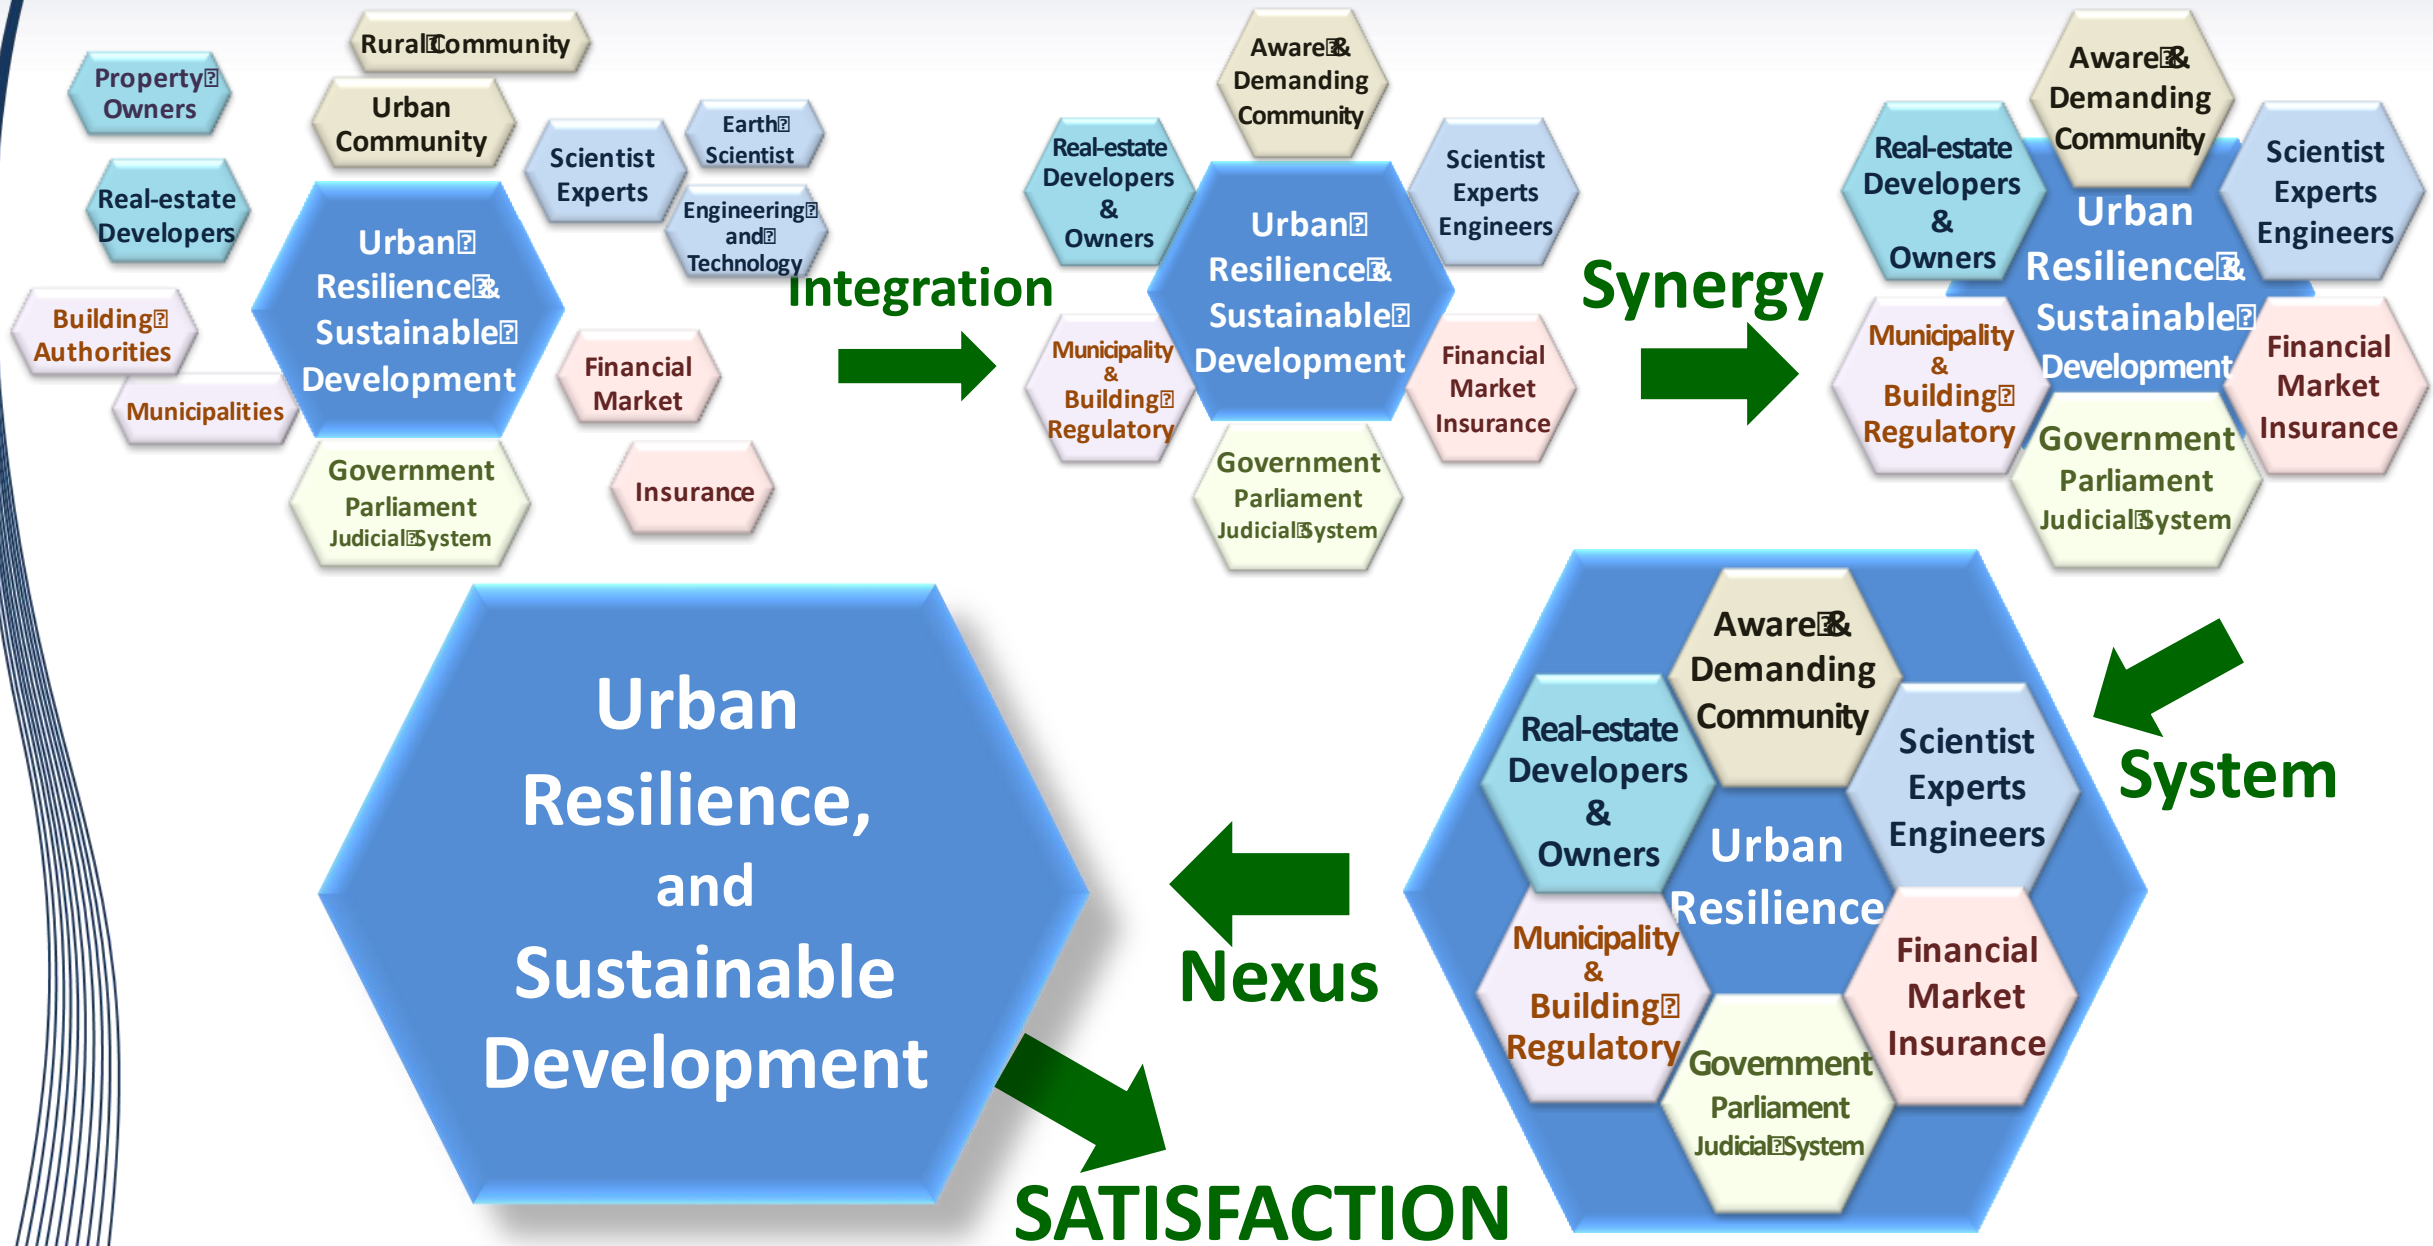 Rural Community
Property
Owners
Urban
Community
Earth
Scientist
Scientist
Experts
Real-estate
Developers
Engineering
and
Technology
Urban
Resilience &
Sustainable
Development
Building
Authorities
Municipalities
Financial
Market
Insurance
Government
Parliament
Judicial System
Integration
Aware &
Demanding
Community
Real-estate
Developers
&
Owners
Scientist
Experts
Engineers
Urban
Resilience &
Sustainable
Development
Municipality
&
Building
Regulatory
Financial
Market
Insurance
Government
Parliament
Judicial System
Synergy
Aware &
Demanding
Community
Real-estate
Developers
&
Owners
Scientist
Experts
Engineers
Urban
Resilience &
Sustainable
Development
Municipality
&
Building
Regulatory
Financial
Market
Insurance
Government
Parliament
Judicial System
System
Aware &
Demanding
Community
Real-estate
Developers
&
Owners
Scientist
Experts
Engineers
Urban
Resilience
Municipality
&
Building
Regulatory
Financial
Market
Insurance
Government
Parliament
Judicial System
Nexus
Urban
Resilience,
and
Sustainable
Development
SATISFACTION